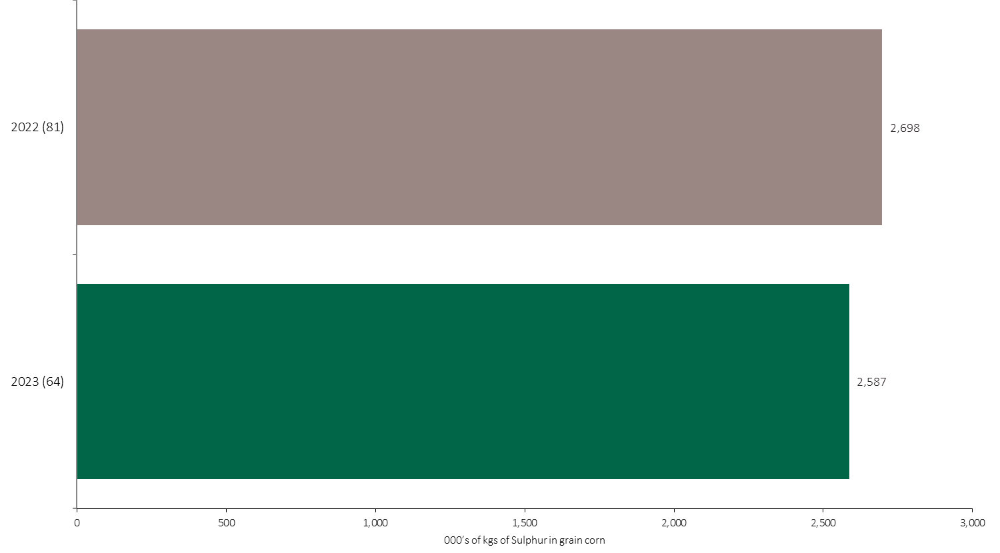 2022 (81)
2,698
2023 (64)
2,587
0 500 1,000 1,500 2,000 2,500 3,000
000's of kgs of Sulphur in grain corn